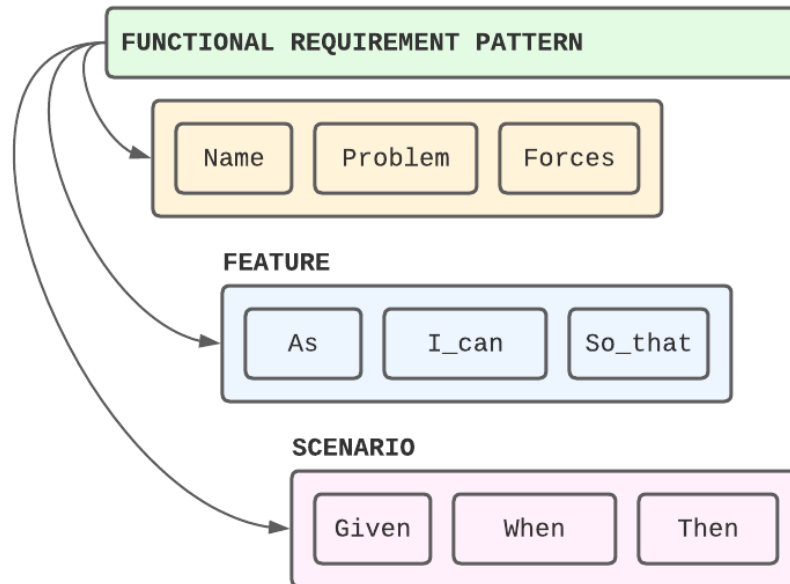 FUNCTIONAL REQUIREMENT PATTERN
Name Problem Forces
FEATURE
As I_can So_that
SCENARIO
Given When Then